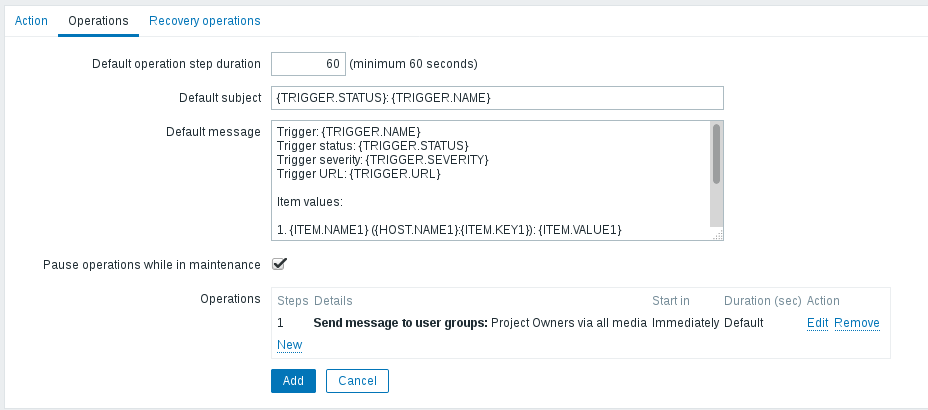 Action Operations Recovery operations
Default operation step duration 60 (minimum 60 seconds)
Default subject {TRIGGER.STATUS}: {TRIGGER.NAME}
Default message Trigger: {TRIGGER.NAME}
Trigger status: {TRIGGER.STATUS}
Trigger severity: {TRIGGER.SEVERITY}
Trigger URL: {TRIGGER.URL}
Item values:
1. {ITEM.NAME1} ({HOST.NAME1}:{ITEM.KEY1}): {ITEM.VALUE1}
Pause operations while in maintenance
Operations Steps Details Start in Duration (sec) Action
1 Send message to user groups: Project Owners via all media Immediately Default Edit Remove
New
Add Cancel